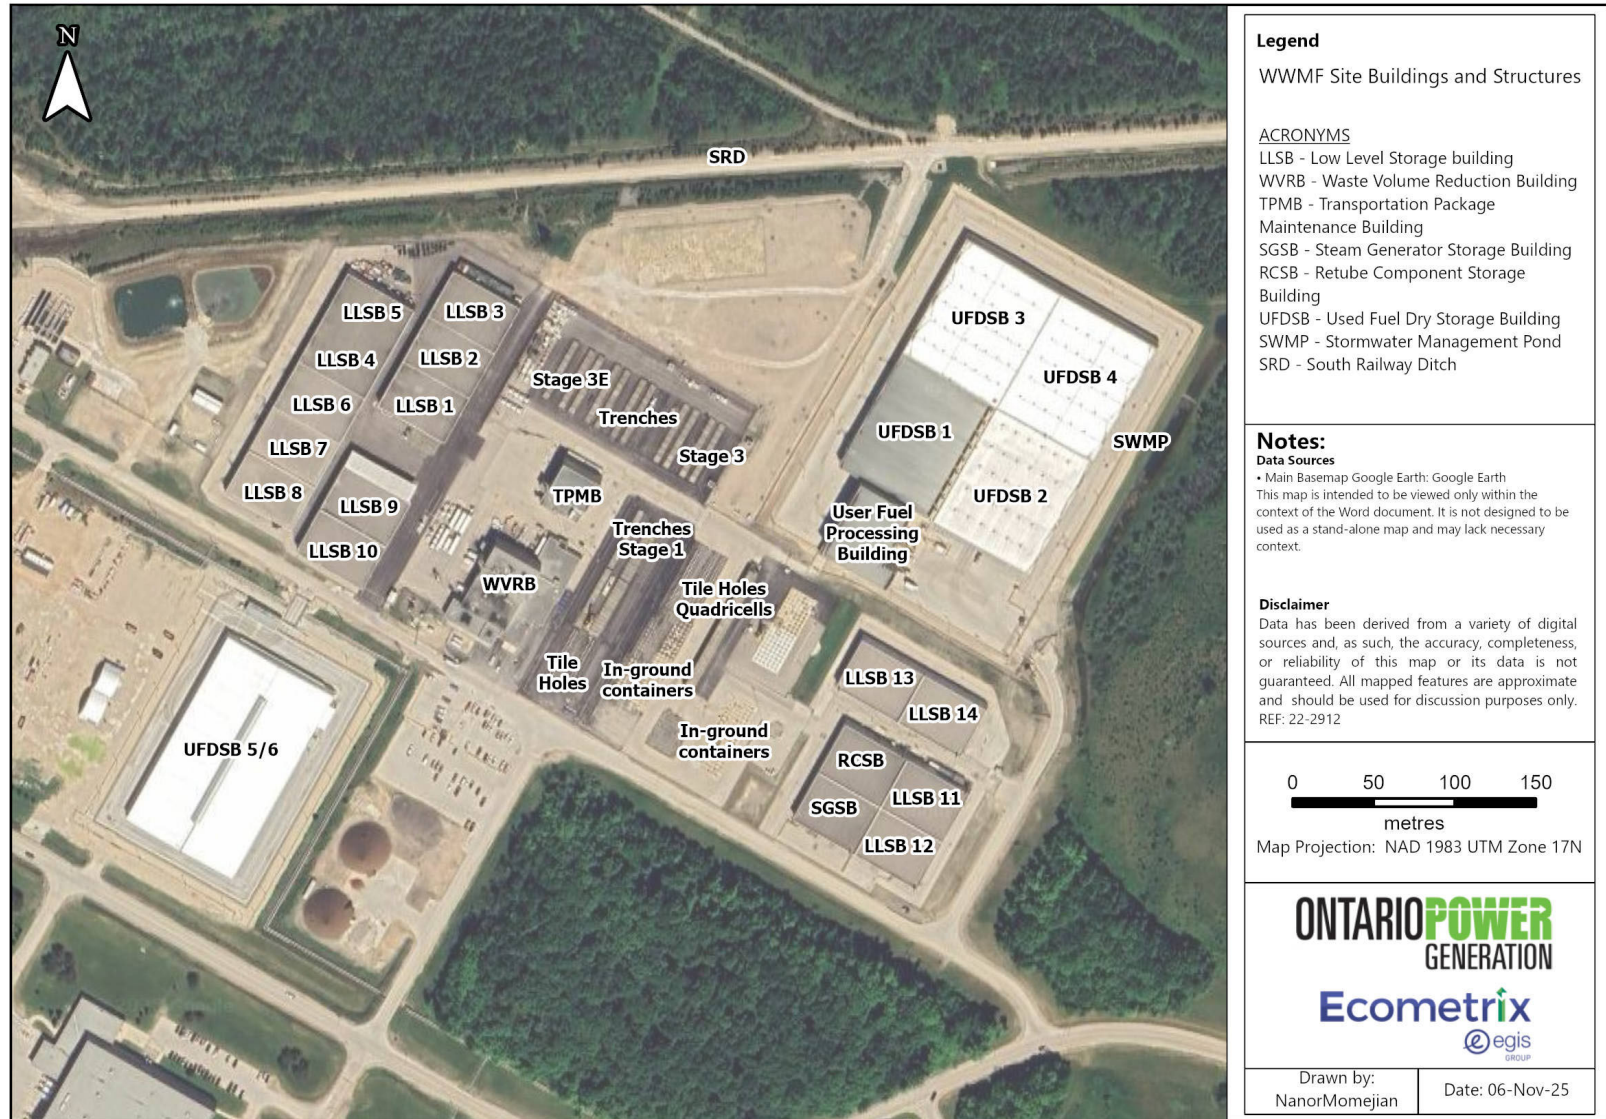 N
SRD
LLSB 5
LLSB 3
LLSB 4
LLSB 2
LLSB 6
LLSB 1
LLSB 7
LLSB 8
LLSB 9
LLSB 10
Stage 3E
Trenches
Stage 3
TPMB
Trenches
Stage 1
WVRB
Tile Holes
Quadricells
Tile
Holes
In-ground
containers
In-ground
containers
UFDSB 3
UFDSB 4
UFDSB 1
SWMP
UFDSB 2
User Fuel
Processing
Building
LLSB 13
LLSB 14
RCSB
LLSB 11
SGSB
LLSB 12
UFDSB 5/6
Legend
WWMF Site Buildings and Structures
ACRONYMS
LLSB - Low Level Storage building
WVRB - Waste Volume Reduction Building
TPMB - Transportation Package
Maintenance Building
SGSB - Steam Generator Storage Building
RCSB - Retube Component Storage
Building
UFDSB - Used Fuel Dry Storage Building
SWMP - Stormwater Management Pond
SRD - South Railway Ditch
Notes:
Data Sources
• Main Basemap Google Earth: Google Earth
This map is intended to be viewed only within the
context of the Word document. It is not designed to be
used as a stand-alone map and may lack necessary
context.
Disclaimer
Data has been derived from a variety of digital
sources and, as such, the accuracy, completeness,
or reliability of this map or its data is not
guaranteed. All mapped features are approximate
and should be used for discussion purposes only.
REF: 22-2912
0 50 100 150
metres
Map Projection: NAD 1983 UTM Zone 17N
ONTARIOPOWER
GENERATION
Ecometrix
egis
GROUP
Drawn by:
NanorMomejian
Date: 06-Nov-25